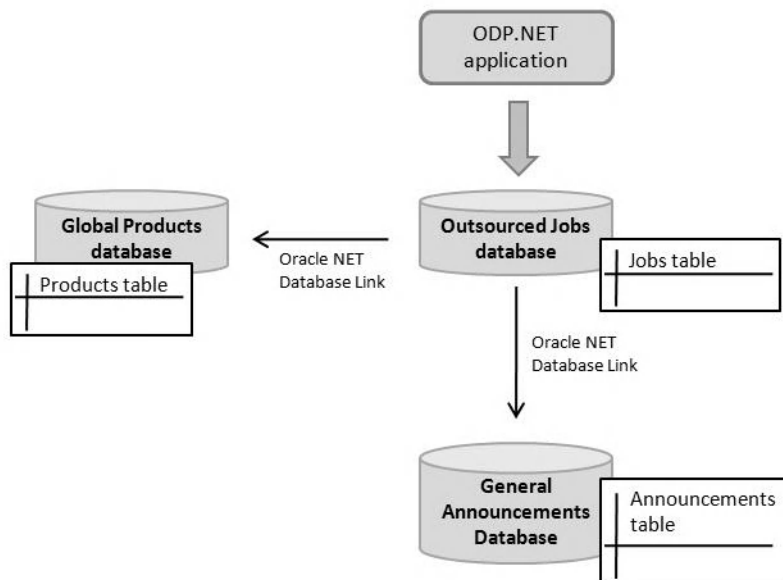 ODP.NET
application
Global Products
database
Products table
Oracle NET
Database Link
Outsourced Jobs
database
Jobs table
Oracle NET
Database Link
General
Announcements
Database
Announcements
table